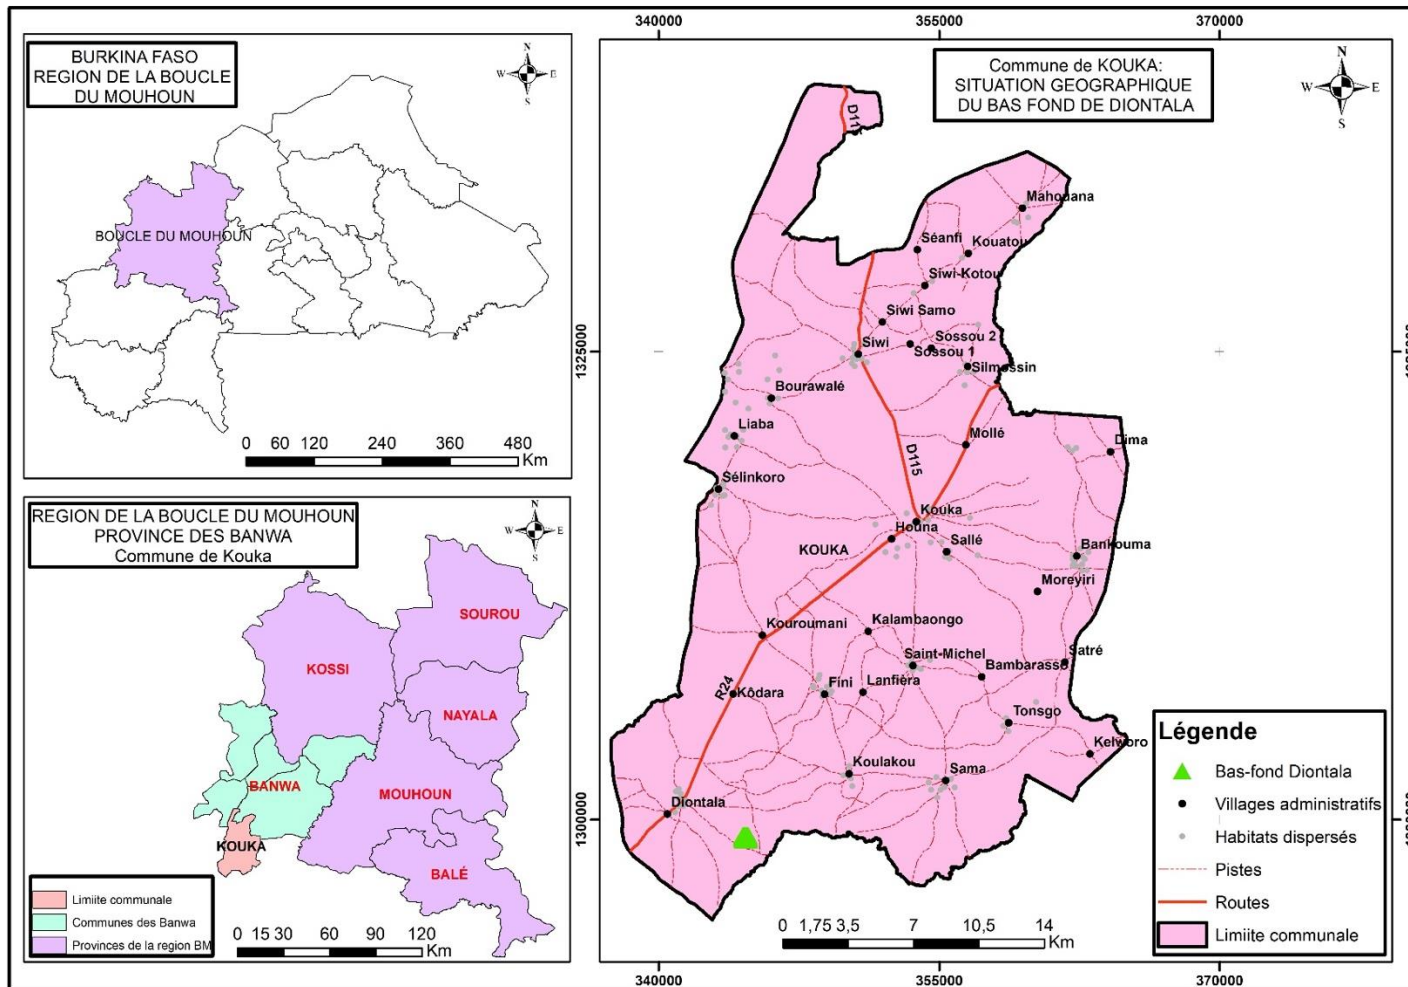 BURKINA FASO
REGION DE LA BOUCLE
DU MOUHOUN
N
W E
S
BOUCLE DU MOUHOUN
0 60 120 240 360 480
Km
REGION DE LA BOUCLE DU MOUHOUN
PROVINCE DES BANWA
Commune de Kouka
N
W E
S
SOUROU
KOSSI
NAYALA
BANWA
MOUHOUN
KOUKA
BALÉ
Limiite communale
Communes des Banwa
Provinces de la region BM
0 15 30 60 90 120
Km
340000 355000 370000
Commune de KOUKA:
SITUATION GEOGRAPHIQUE
DU BAS FOND DE DIONTALA
N
W E
S
D11
Mahouana
Séanfi
Kouatou
Siwi-Kotou
Siwi Samo
Sossou 2
Siwi
Sossou 1
Silmossin
1325000
Bourawalé
Liaba
Mollé
Dima
D115
Sélinkoro
Kouka
Houna
KOUKA
Sallé
Bankouma
Moreyiri
Kouroumani
Kalambaongo
Saint-Michel
Satré
Bambarasso
R24
Kôdara
Fini
Lanfièra
Tonsgo
Kelworo
Koulakou
Sama
Diontala
1300000
Légende
Bas-fond Diontala
Villages administratifs
Habitats dispersés
Pistes
Routes
Limiite communale
0 1,75 3,5 7 10,5 14
Km
340000 355000 370000